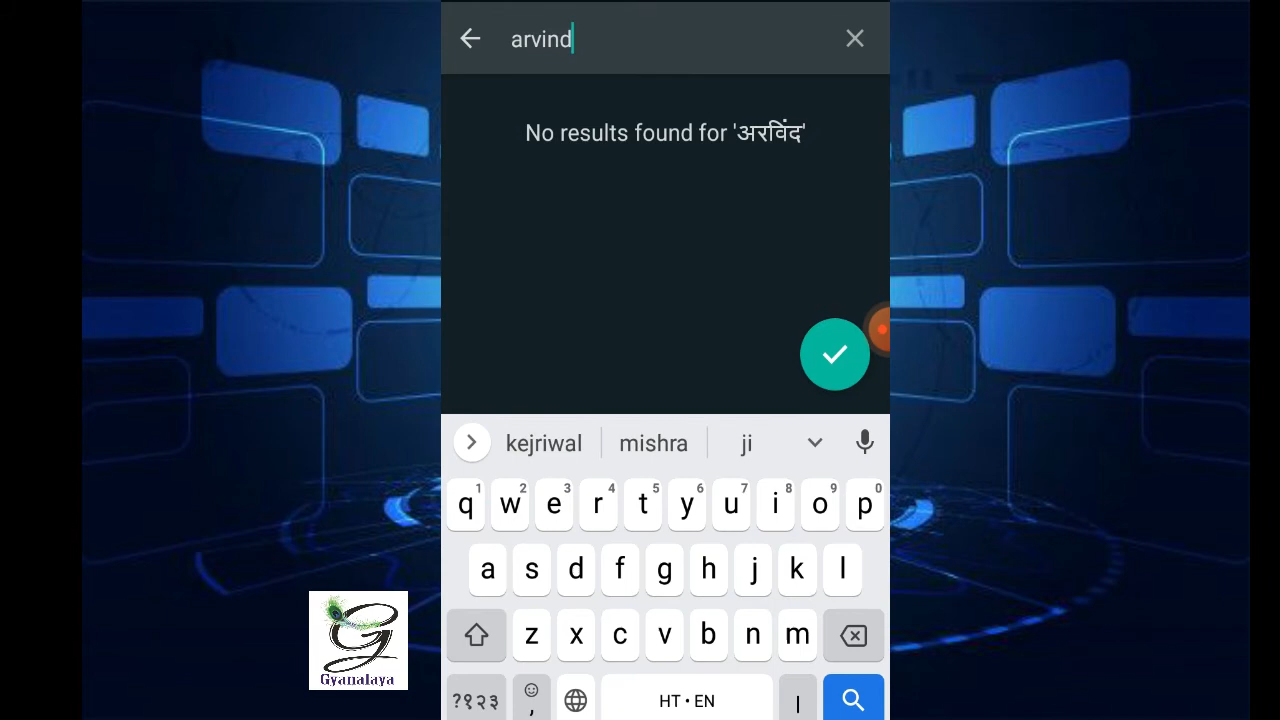 arvind
No results found for 'अरविंद'
kejriwal mishra ji
1 2 3 4 5 6 7 8 9 0
q w e r t y u i o p
a s d f g h j k l
z x c v b n m
?१२३ , HT • EN |
G
Gyanalaya